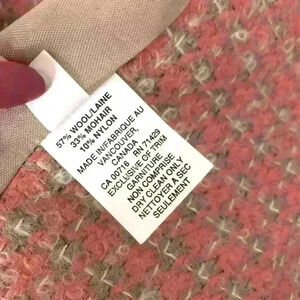 57% WOOL/LAINE
33% MOHAIR
10% NYLON
MADE IN/FABRIQUE AU
VANCOUVER,
CANADA
CA 00716 RN 71429
EXCLUSIVE OF TRIM
GARNITURE
NON COMPRISE
DRY CLEAN ONLY
NETTOYER A SEC
SEULEMENT